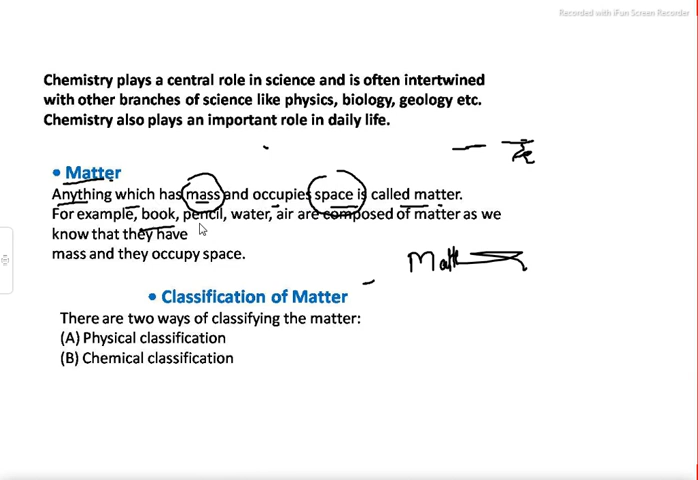 Recorded with iFun Screen Recorder
Chemistry plays a central role in science and is often intertwined
with other branches of science like physics, biology, geology etc.
Chemistry also plays an important role in daily life.
• Matter
Anything which has mass and occupies space is called matter.
For example, book, pencil, water, air are composed of matter as we
know that they have
mass and they occupy space.
• Classification of Matter
There are two ways of classifying the matter:
(A) Physical classification
(B) Chemical classification